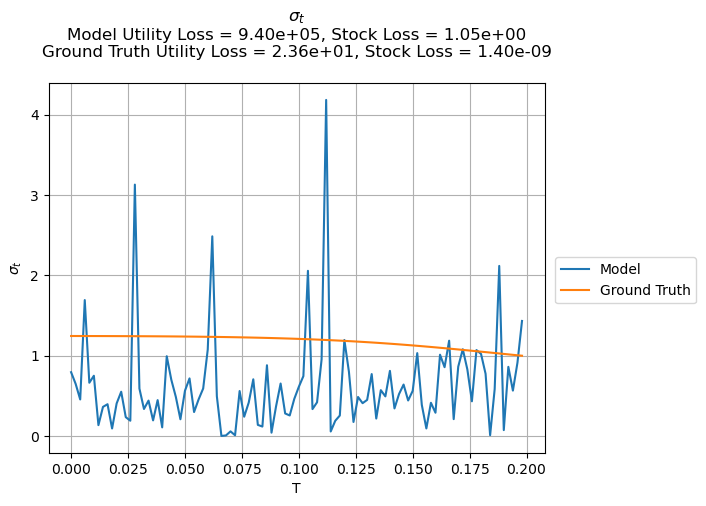 σₜ
Model Utility Loss = 9.40e+05, Stock Loss = 1.05e+00
Ground Truth Utility Loss = 2.36e+01, Stock Loss = 1.40e-09
4
3
2
1
0
σₜ
0.000 0.025 0.050 0.075 0.100 0.125 0.150 0.175 0.200
T
Model
Ground Truth